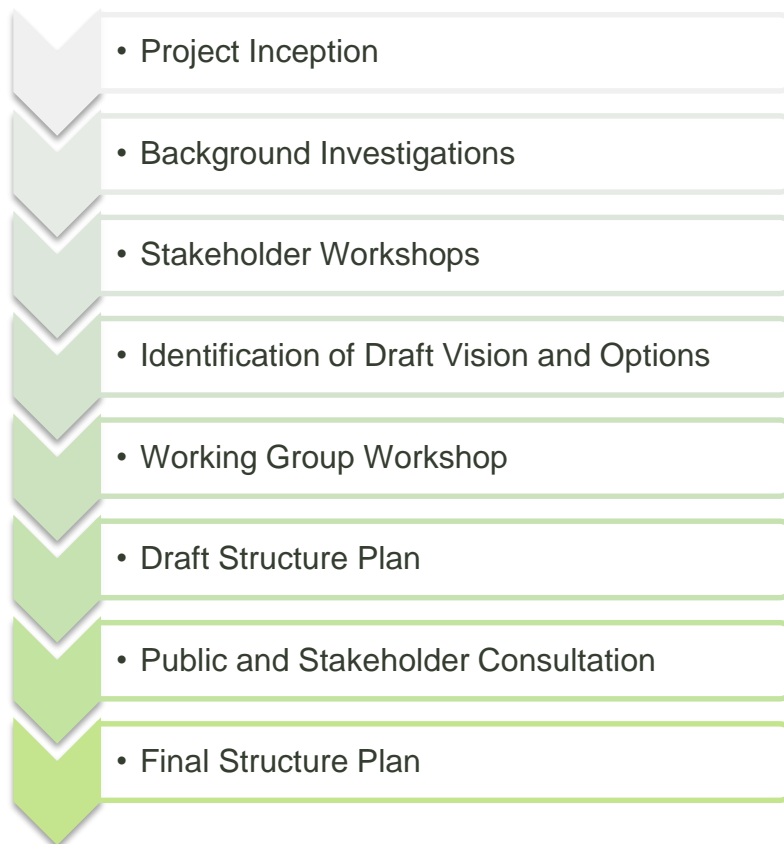 • Project Inception
• Background Investigations
• Stakeholder Workshops
• Identification of Draft Vision and Options
• Working Group Workshop
• Draft Structure Plan
• Public and Stakeholder Consultation
• Final Structure Plan